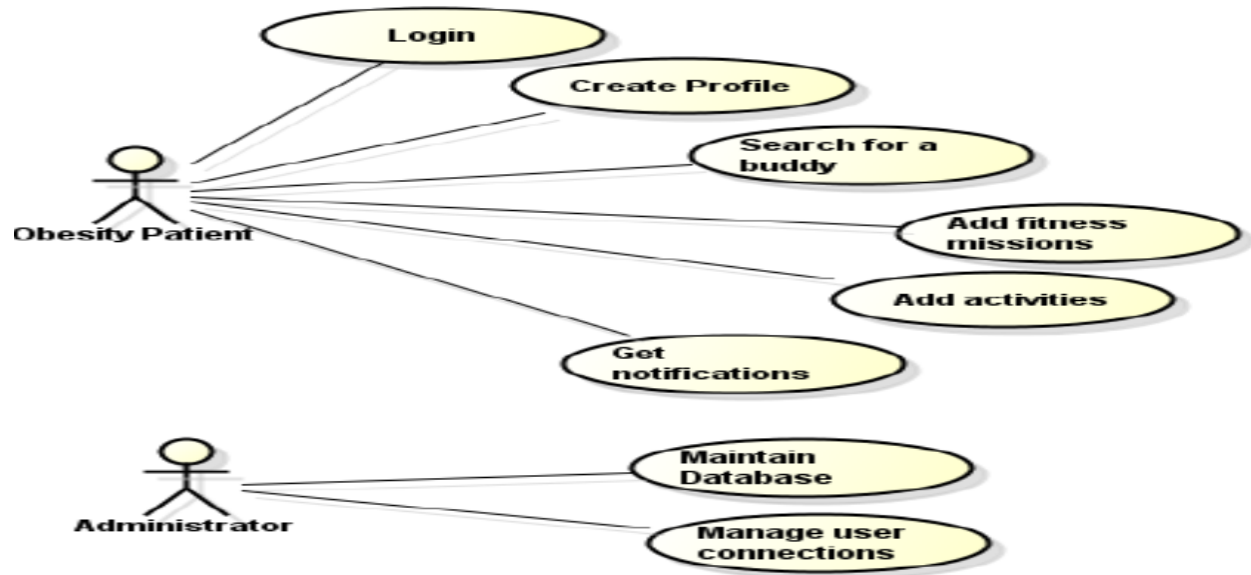 Login
Create Profile
Search for a
buddy
Obesity Patient
Add fitness
missions
Add activities
Get
notifications
Maintain
Database
Administrator
Manage user
connections